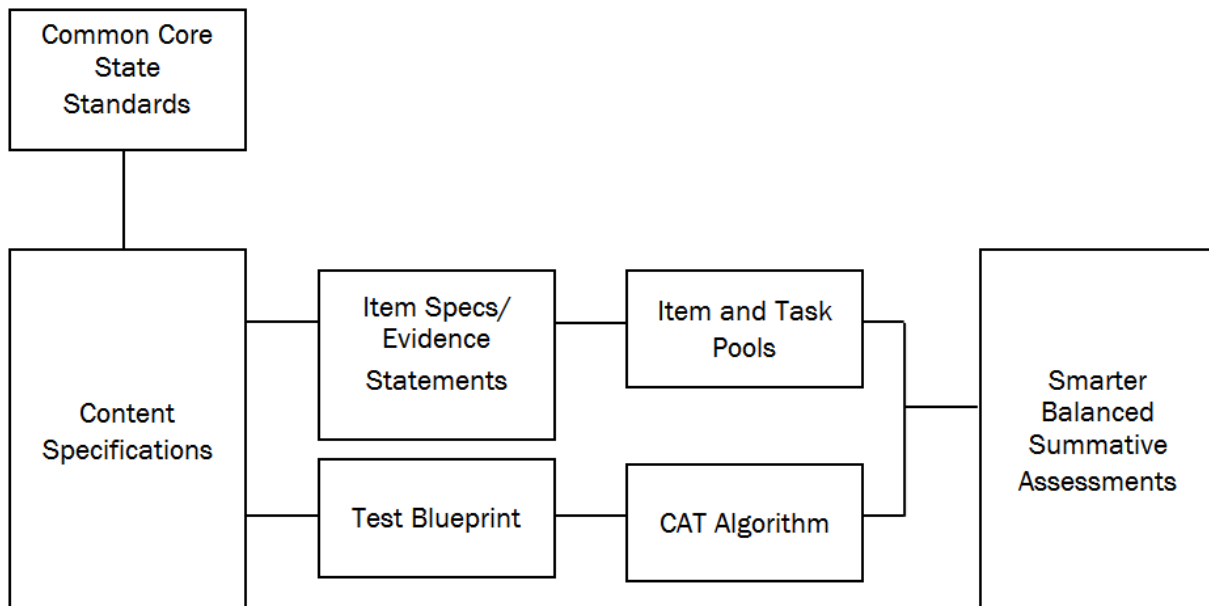 Common Core
State
Standards
Content
Specifications
Item Specs/
Evidence
Statements
Item and Task
Pools
Test Blueprint
CAT Algorithm
Smarter
Balanced
Summative
Assessments